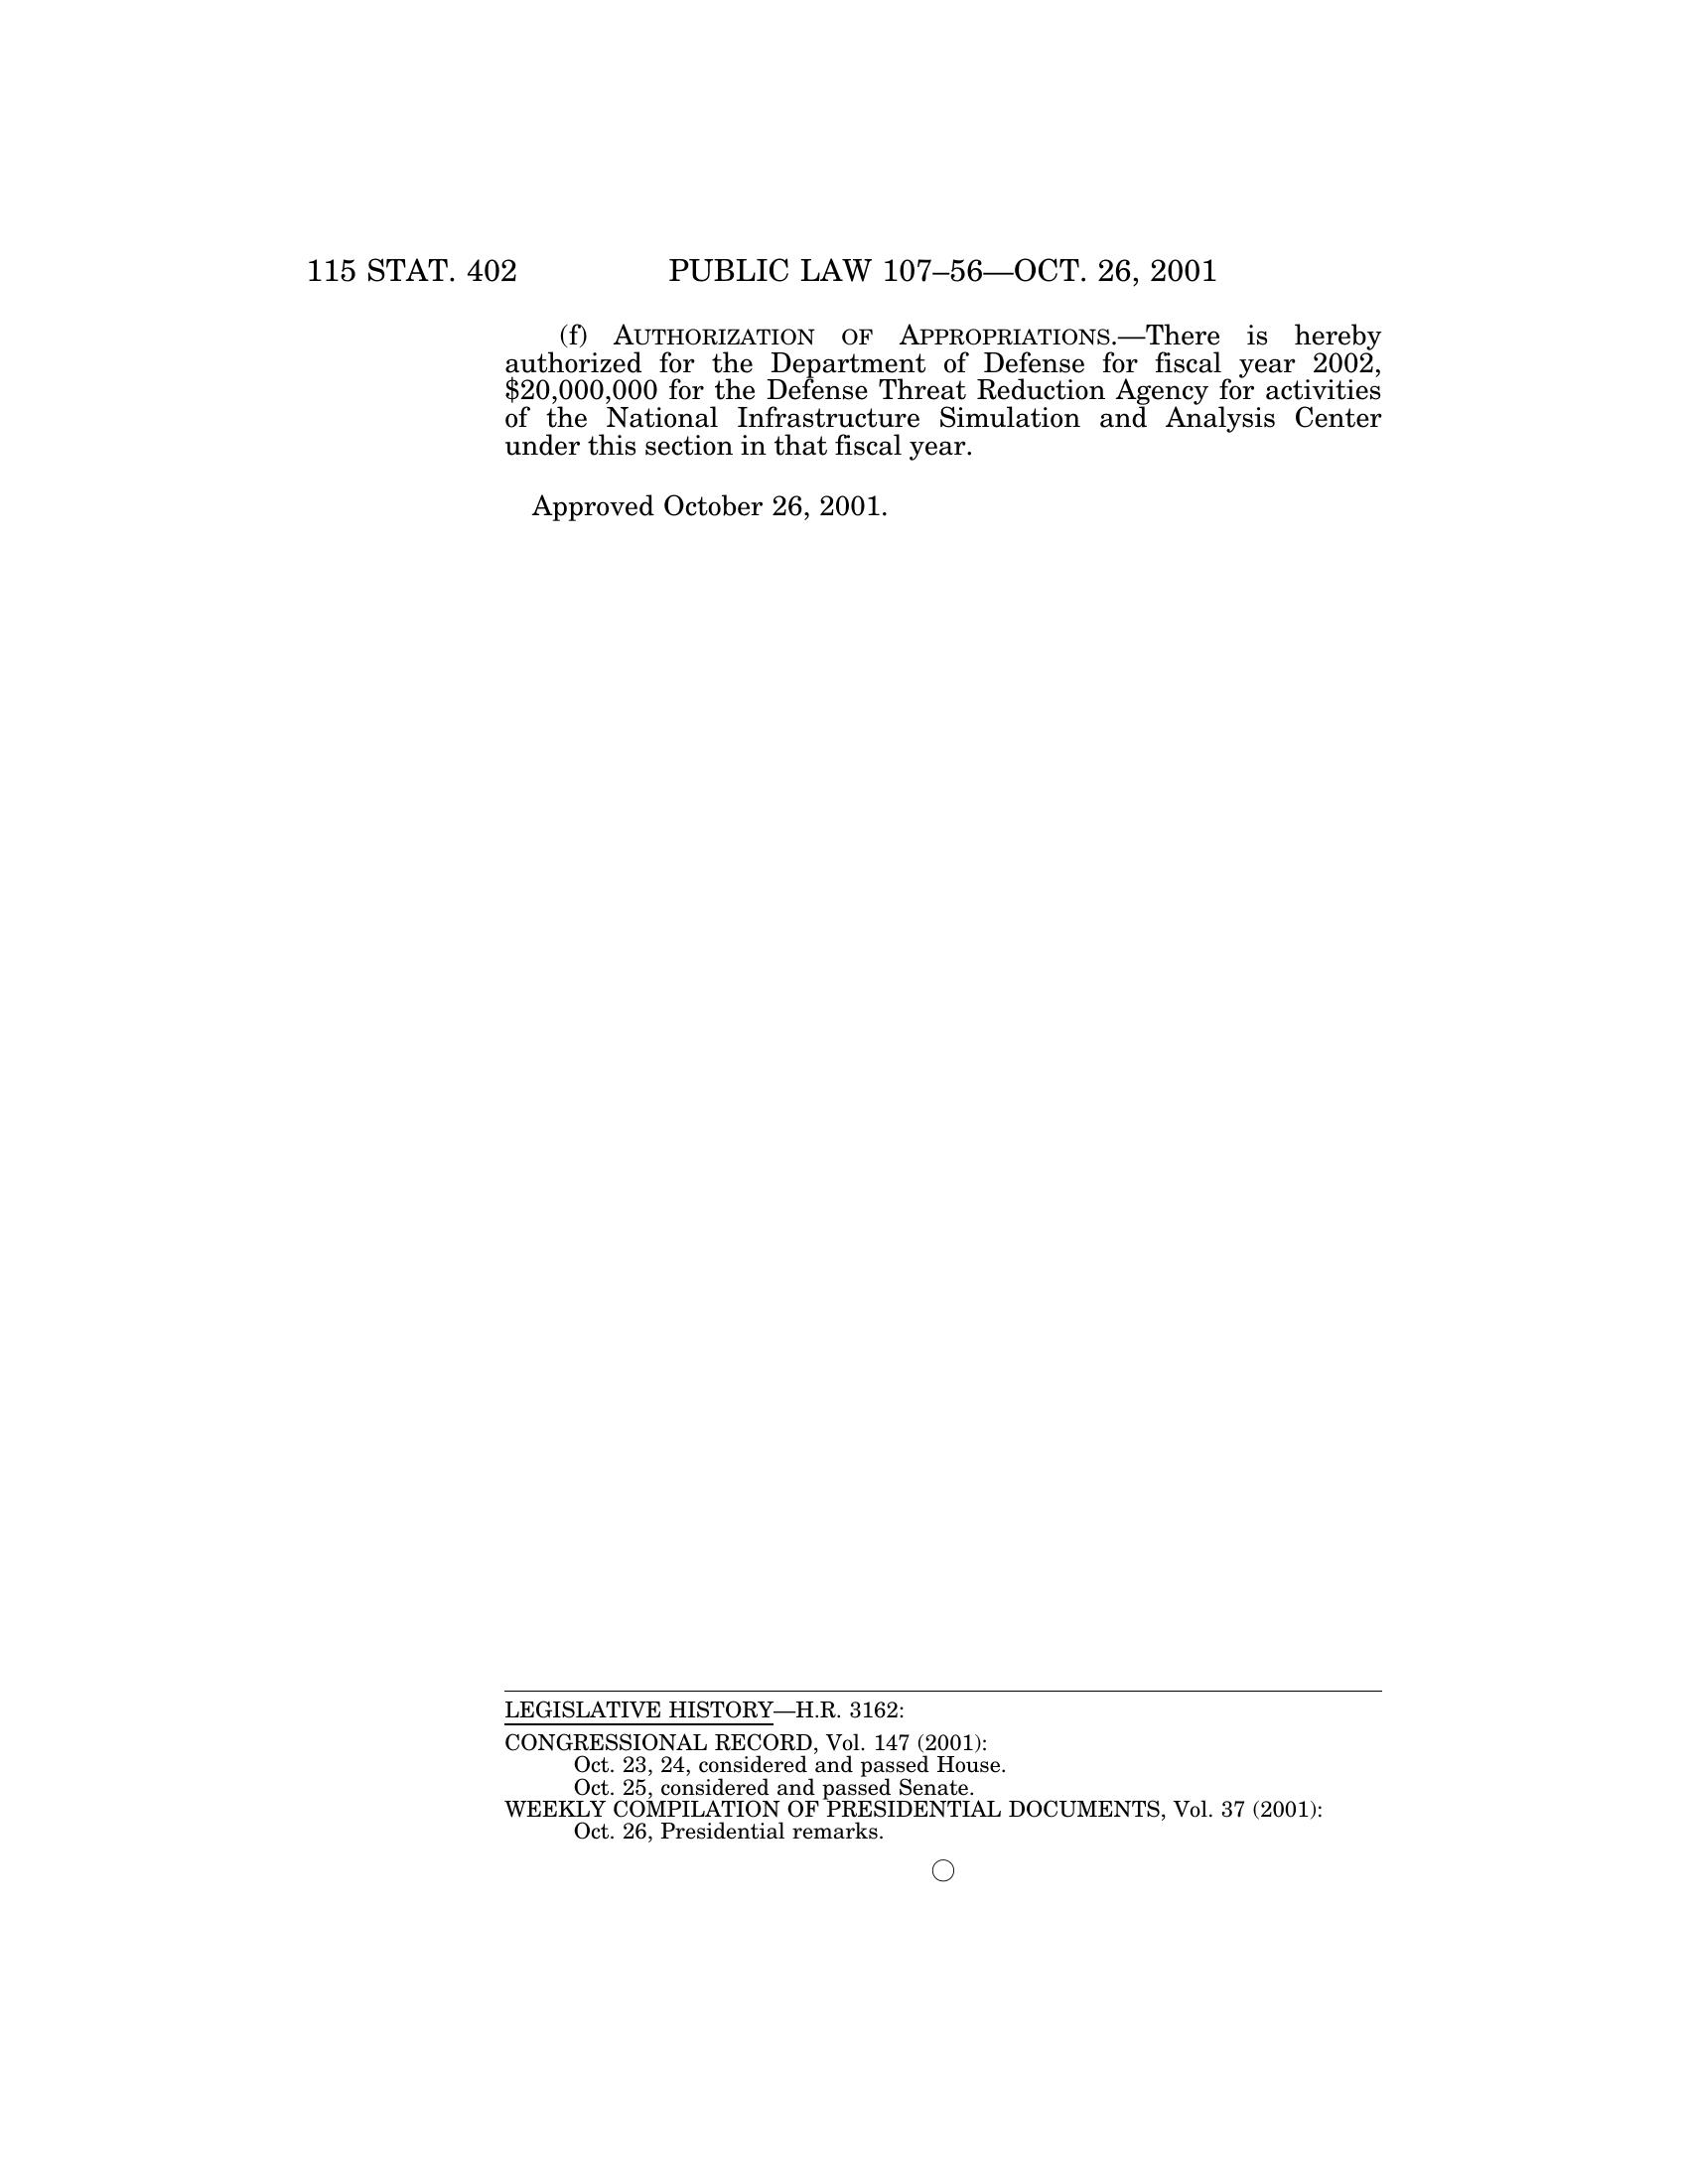 115 STAT. 402 PUBLIC LAW 107–56—OCT. 26, 2001
(f) AUTHORIZATION OF APPROPRIATIONS.—There is hereby
authorized for the Department of Defense for fiscal year 2002,
$20,000,000 for the Defense Threat Reduction Agency for activities
of the National Infrastructure Simulation and Analysis Center
under this section in that fiscal year.
Approved October 26, 2001.
LEGISLATIVE HISTORY—H.R. 3162:
CONGRESSIONAL RECORD, Vol. 147 (2001):
Oct. 23, 24, considered and passed House.
Oct. 25, considered and passed Senate.
WEEKLY COMPILATION OF PRESIDENTIAL DOCUMENTS, Vol. 37 (2001):
Oct. 26, Presidential remarks.